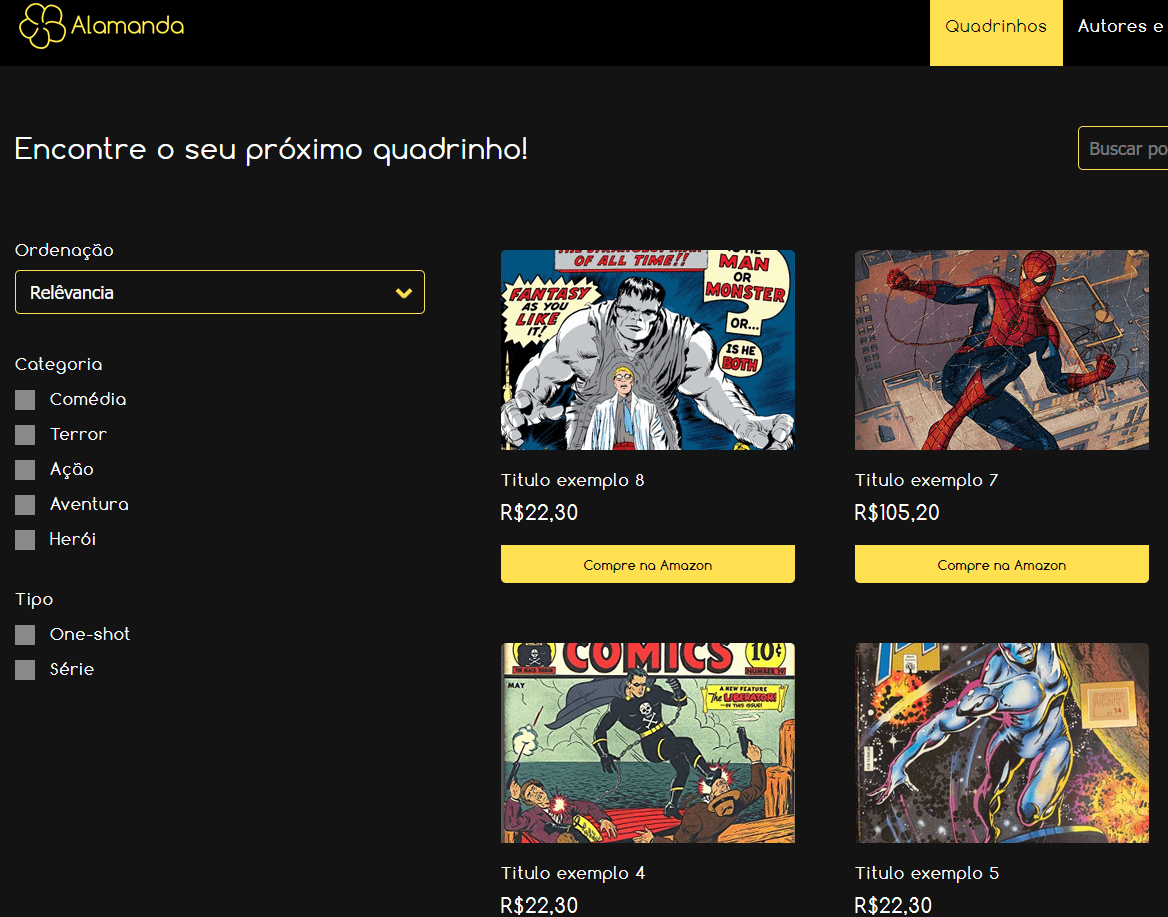 Alamanda
Quadrinhos
Autores e
Encontre o seu próximo quadrinho!
Buscar po
Ordenação
Relêvancia
Categoria
Comédia
Terror
Ação
Aventura
Herói
Tipo
One-shot
Série
OF ALL TIME!!
FANTASY
AS YOU
LIKE
IT!
IS HE
MAN
OR
MONSTER
OR...
IS HE
BOTH
Titulo exemplo 8
R$22,30
Compre na Amazon
Titulo exemplo 7
R$105,20
Compre na Amazon
COMICS
10¢
MAY
A NEW FEATURE
The LIBERATOR!
IN THIS ISSUE!
Titulo exemplo 4
R$22,30
14
Titulo exemplo 5
R$22,30